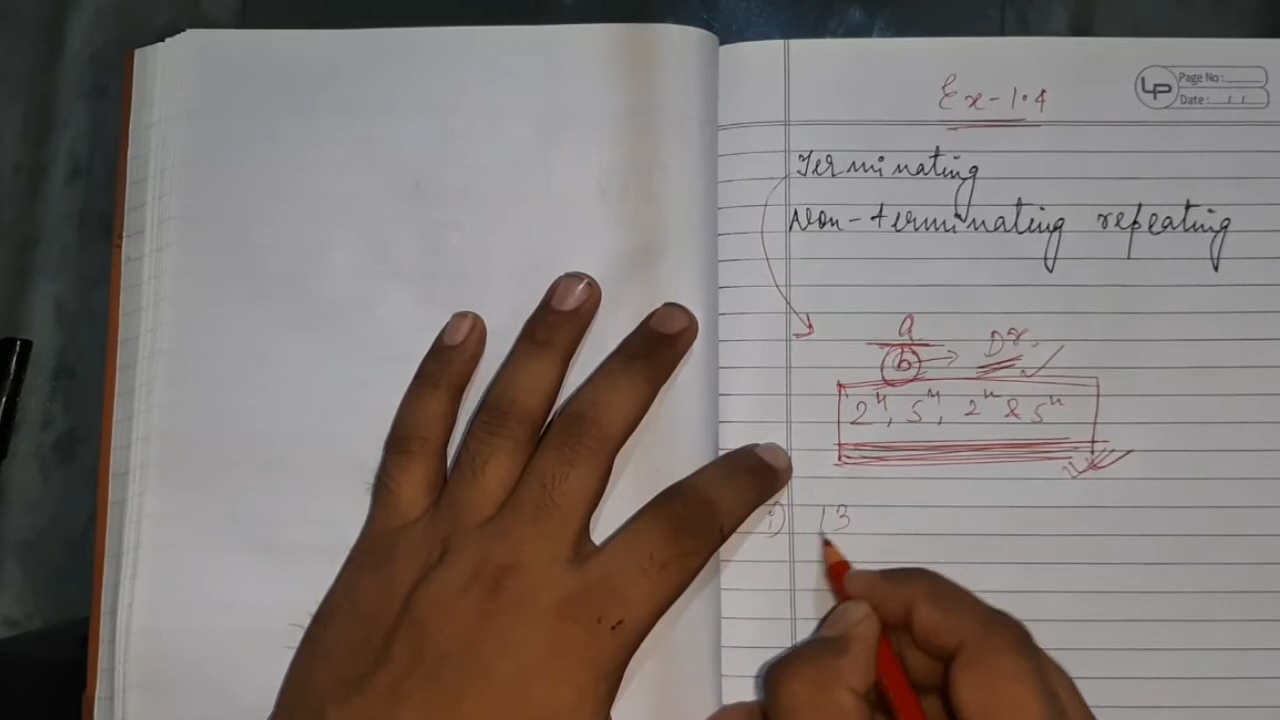 Ex-1.4
LP
Page No:
Date:
Terminating
Non-terminating repeating
a
b → Dr.
2ⁿ, 5ⁿ, 2ⁿ & 5ⁿ
i) 13